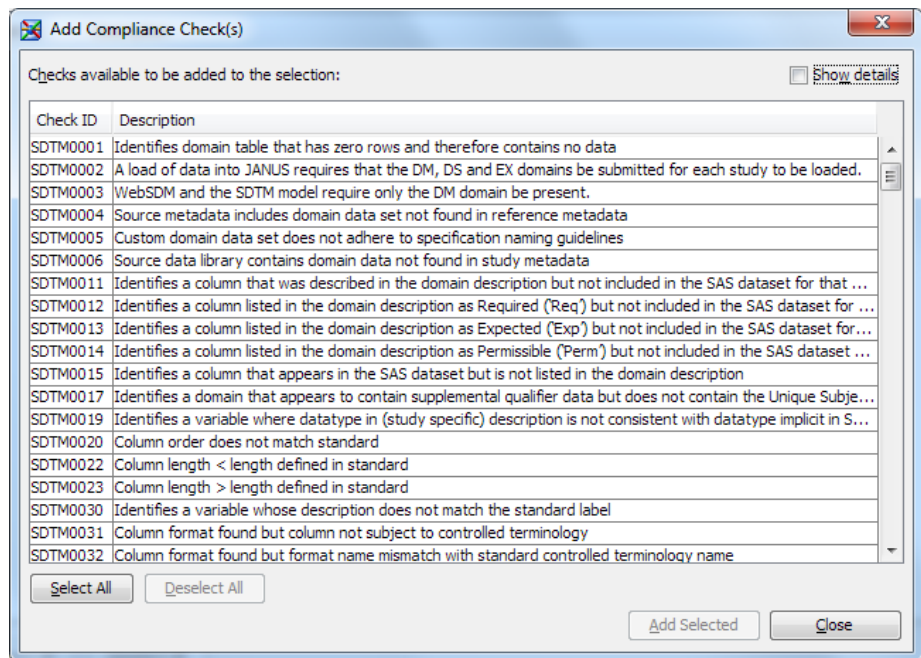 Add Compliance Check(s)
Checks available to be added to the selection:
Show details
Check ID Description
SDTM0001 Identifies domain table that has zero rows and therefore contains no data
SDTM0002 A load of data into JANUS requires that the DM, DS and EX domains be submitted for each study to be loaded.
SDTM0003 WebSDM and the SDTM model require only the DM domain be present.
SDTM0004 Source metadata includes domain data set not found in reference metadata
SDTM0005 Custom domain data set does not adhere to specification naming guidelines
SDTM0006 Source data library contains domain data not found in study metadata
SDTM0011 Identifies a column that was described in the domain description but not included in the SAS dataset for that ...
SDTM0012 Identifies a column listed in the domain description as Required ('Req') but not included in the SAS dataset for ...
SDTM0013 Identifies a column listed in the domain description as Expected ('Exp') but not included in the SAS dataset for...
SDTM0014 Identifies a column listed in the domain description as Permissible ('Perm') but not included in the SAS dataset ...
SDTM0015 Identifies a column that appears in the SAS dataset but is not listed in the domain description
SDTM0017 Identifies a domain that appears to contain supplemental qualifier data but does not contain the Unique Subje...
SDTM0019 Identifies a variable where datatype in (study specific) description is not consistent with datatype implicit in S...
SDTM0020 Column order does not match standard
SDTM0022 Column length < length defined in standard
SDTM0023 Column length > length defined in standard
SDTM0030 Identifies a variable whose description does not match the standard label
SDTM0031 Column format found but column not subject to controlled terminology
SDTM0032 Column format found but format name mismatch with standard controlled terminology name
Select All Deselect All
Add Selected Close